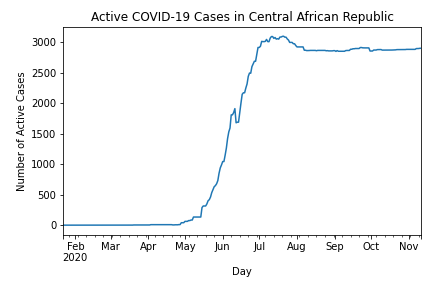 Active COVID-19 Cases in Central African Republic
Number of Active Cases
3000
2500
2000
1500
1000
500
0
Feb Mar Apr May Jun Jul Aug Sep Oct Nov
2020
Day